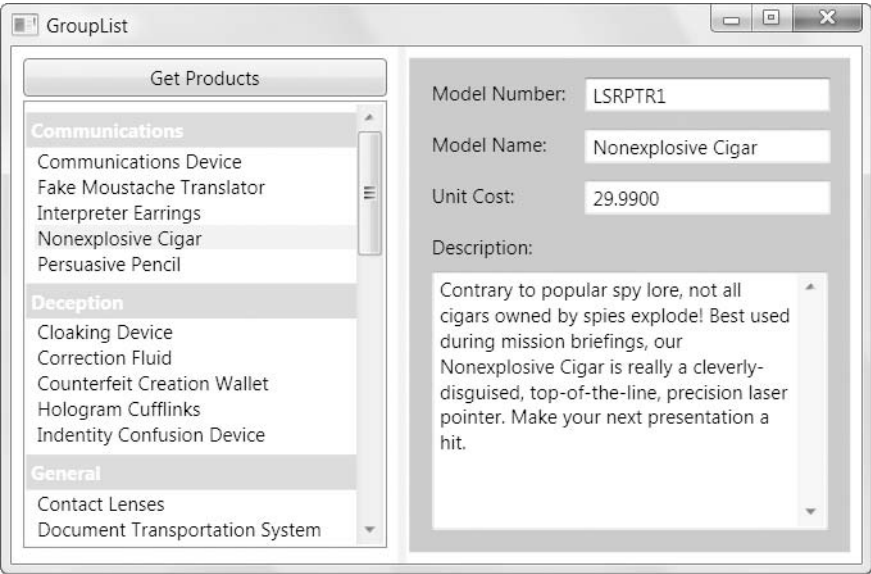 GroupList
Get Products
Communications
Communications Device
Fake Moustache Translator
Interpreter Earrings
Nonexplosive Cigar
Persuasive Pencil
Deception
Cloaking Device
Correction Fluid
Counterfeit Creation Wallet
Hologram Cufflinks
Indentity Confusion Device
General
Contact Lenses
Document Transportation System
Model Number: LSRPTR1
Model Name: Nonexplosive Cigar
Unit Cost: 29.9900
Description:
Contrary to popular spy lore, not all
cigars owned by spies explode! Best used
during mission briefings, our
Nonexplosive Cigar is really a cleverly-
disguised, top-of-the-line, precision laser
pointer. Make your next presentation a
hit.